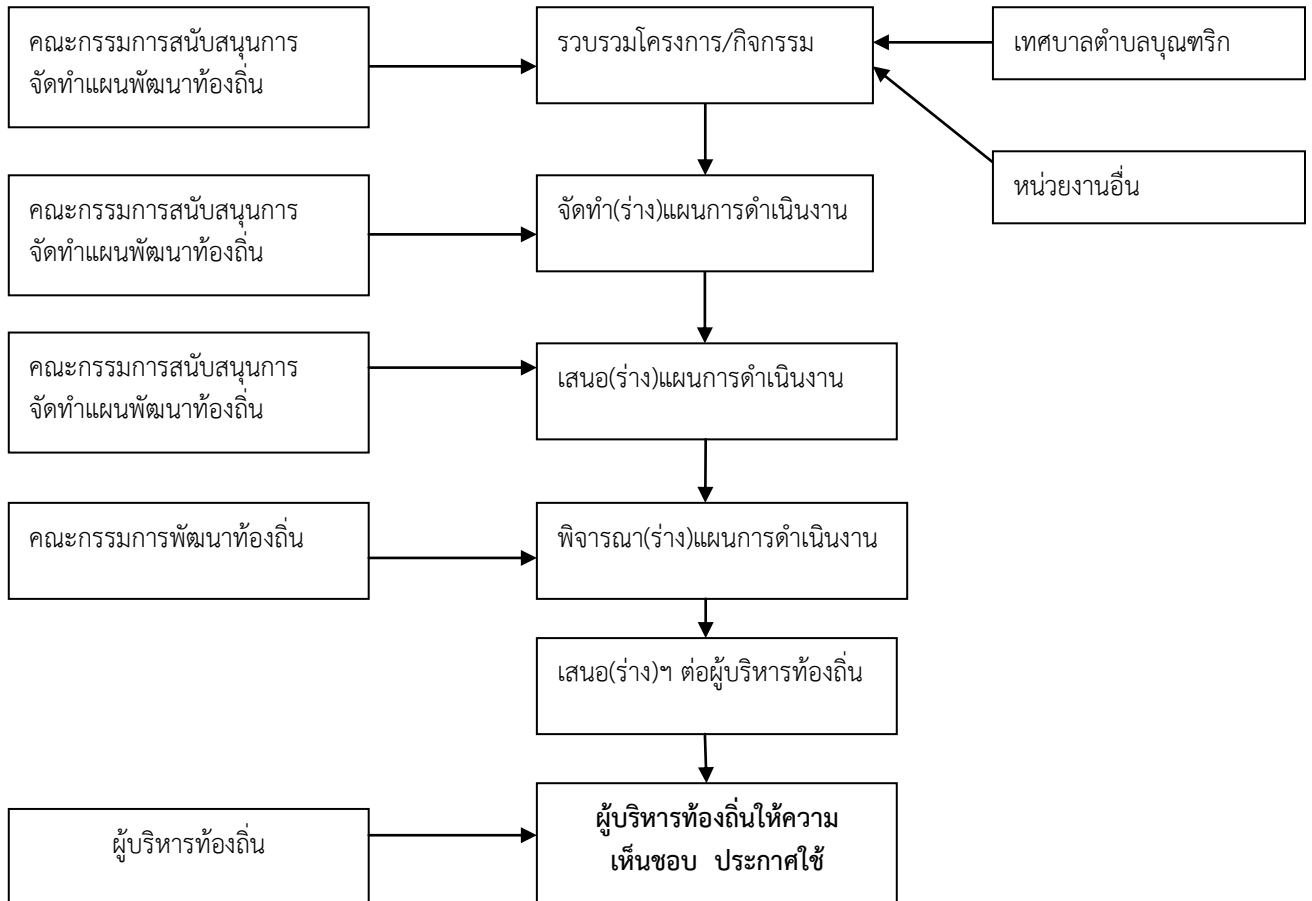 คณะกรรมการสนับสนุนการ
จัดทำแผนพัฒนาท้องถิ่น
รวบรวมโครงการ/กิจกรรม
เทศบาลตำบลบุณฑริก
หน่วยงานอื่น
คณะกรรมการสนับสนุนการ
จัดทำแผนพัฒนาท้องถิ่น
จัดทำ(ร่าง)แผนการดำเนินงาน
คณะกรรมการสนับสนุนการ
จัดทำแผนพัฒนาท้องถิ่น
เสนอ(ร่าง)แผนการดำเนินงาน
คณะกรรมการพัฒนาท้องถิ่น
พิจารณา(ร่าง)แผนการดำเนินงาน
เสนอ(ร่าง)ฯ ต่อผู้บริหารท้องถิ่น
ผู้บริหารท้องถิ่น
ผู้บริหารท้องถิ่นให้ความ
เห็นชอบ ประกาศใช้